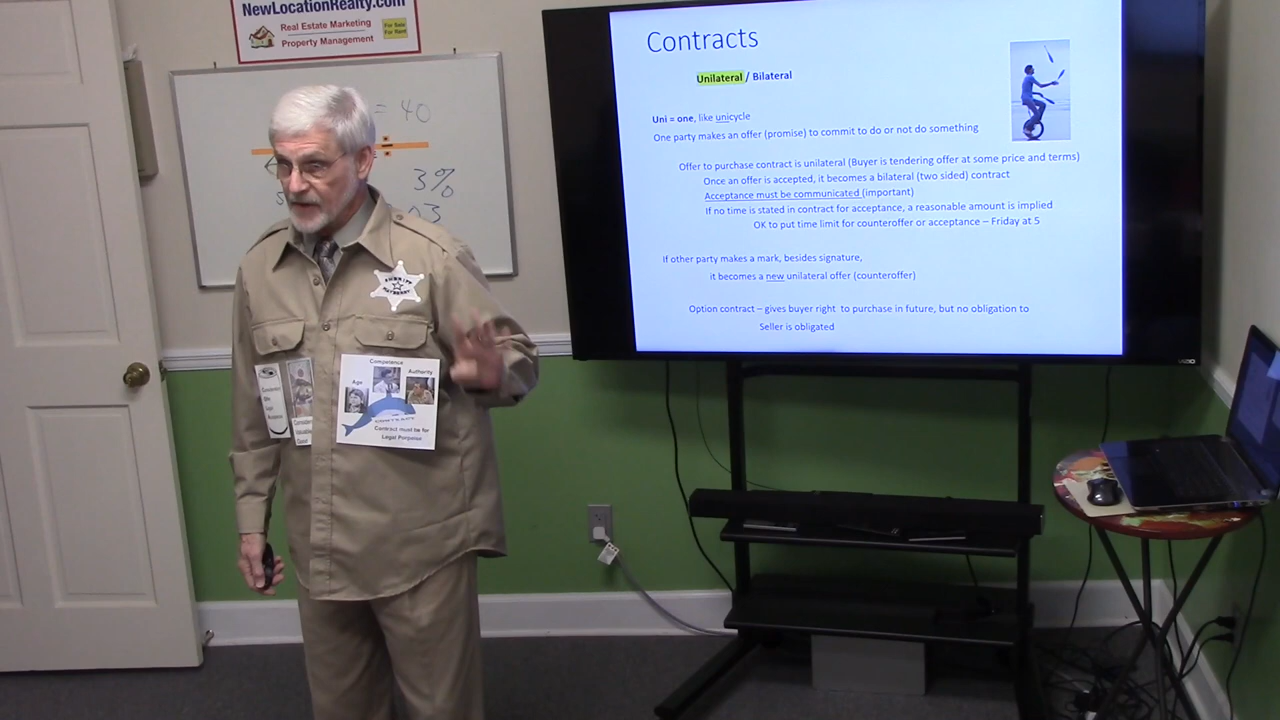 NewLocationRealty.com
Real Estate Marketing
Property Management
For Sale
For Rent
= 40
3%
03
Contracts
Unilateral / Bilateral
Uni = one, like unicycle
One party makes an offer (promise) to commit to do or not do something
Offer to purchase contract is unilateral (Buyer is tendering offer at some price and terms)
Once an offer is accepted, it becomes a bilateral (two sided) contract
Acceptance must be communicated (important)
If no time is stated in contract for acceptance, a reasonable amount is implied
OK to put time limit for counteroffer or acceptance – Friday at 5
If other party makes a mark, besides signature,
it becomes a new unilateral offer (counteroffer)
Option contract – gives buyer right to purchase in future, but no obligation to
Seller is obligated
VIZIO
SHERIFF
Competence
Age
Authority
CONTRACT
Contract must be for
Legal Purpose